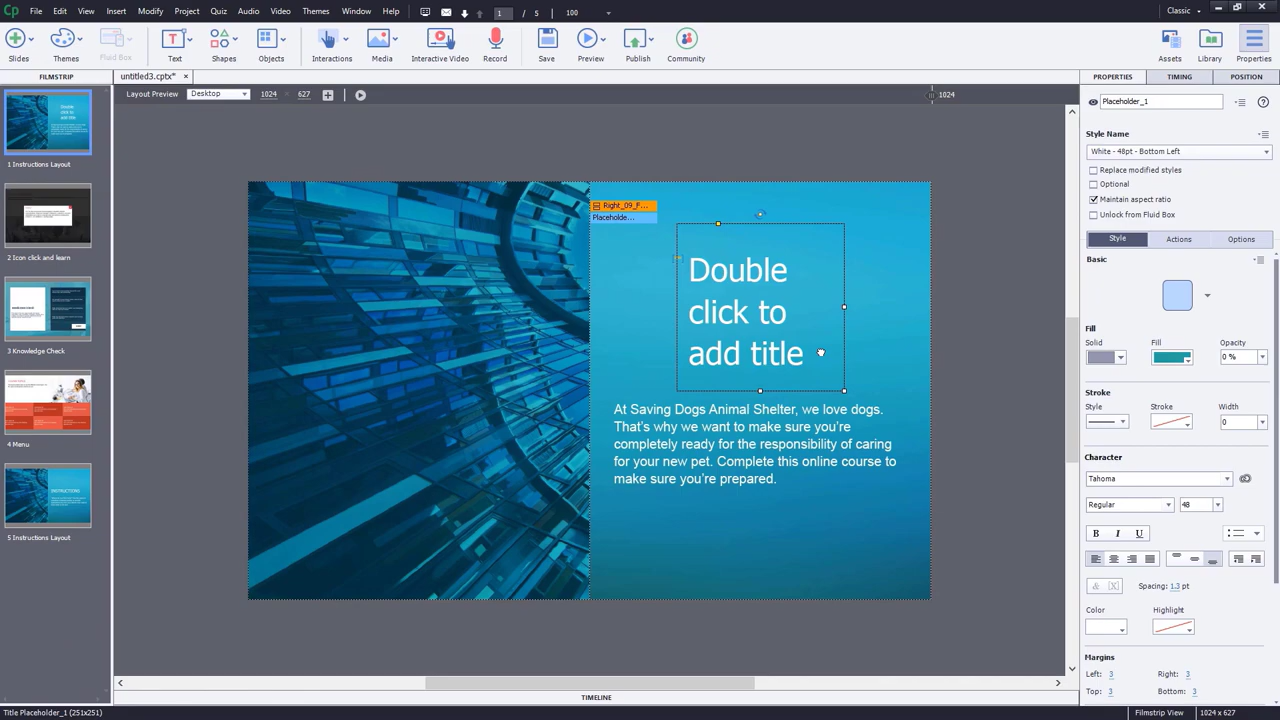 Cp File Edit View Insert Modify Project Quiz Audio Video Themes Window Help 1 / 5 100 Classic
Slides Themes Fluid Box Text Shapes Objects Interactions Media Interactive Video Record Save Preview Publish Community Assets Library Properties
FILMSTRIP untitled3.cptx* PROPERTIES TIMING POSITION
Layout Preview Desktop 1024 627 1024
Placeholder_1
Style Name
White - 48pt - Bottom Left
Replace modified styles
Optional
Maintain aspect ratio
Unlock from Fluid Box
Style Actions Options
Basic
Fill
Solid Fill Opacity
0 %
Stroke
Style Stroke Width
0
Character
Tahoma
Regular 48
B I U
Spacing: 1.3 pt
Color Highlight
Margins
Left: 3 Right: 3
Top: 3 Bottom: 3
1 Instructions Layout
2 Icon click and learn
3 Knowledge Check
4 Menu
5 Instructions Layout
Right_09_F...
Placeholde...
Double
click to
add title
At Saving Dogs Animal Shelter, we love dogs.
That's why we want to make sure you're
completely ready for the responsibility of caring
for your new pet. Complete this online course to
make sure you're prepared.
TIMELINE
Title Placeholder_1 (251x251) Filmstrip View 1024 x 627